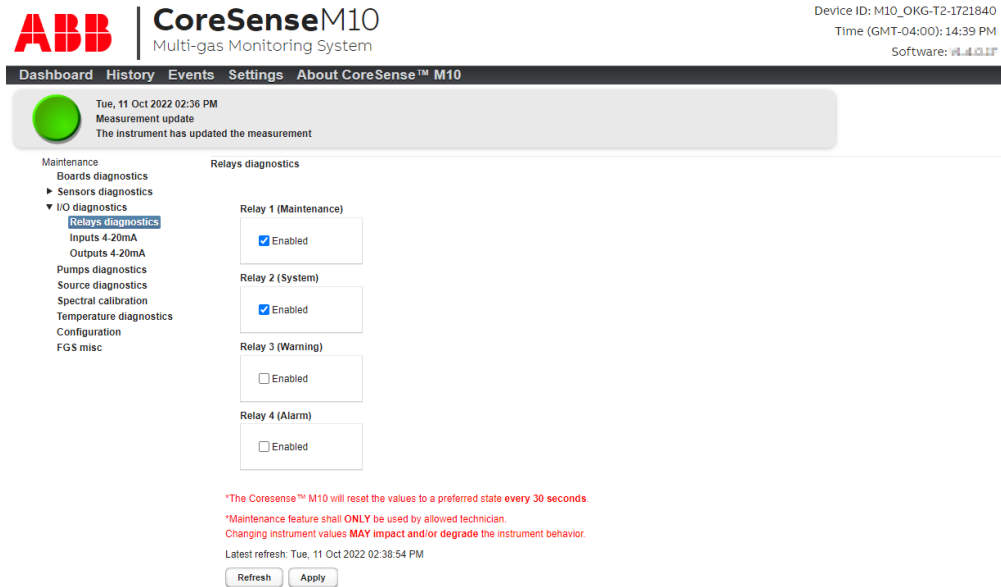 ABB
CoreSenseM10
Multi-gas Monitoring System
Device ID: M10_OKG-T2-1721840
Time (GMT-04:00): 14:39 PM
Software:
Dashboard History Events Settings About CoreSense™ M10
Tue, 11 Oct 2022 02:36 PM
Measurement update
The instrument has updated the measurement
Maintenance
Boards diagnostics
Sensors diagnostics
I/O diagnostics
Relays diagnostics
Inputs 4-20mA
Outputs 4-20mA
Pumps diagnostics
Source diagnostics
Spectral calibration
Temperature diagnostics
Configuration
FGS misc
Relays diagnostics
Relay 1 (Maintenance)
Enabled
Relay 2 (System)
Enabled
Relay 3 (Warning)
Enabled
Relay 4 (Alarm)
Enabled
*The Coresense™ M10 will reset the values to a preferred state every 30 seconds.
*Maintenance feature shall ONLY be used by allowed technician.
Changing instrument values MAY impact and/or degrade the instrument behavior.
Latest refresh: Tue, 11 Oct 2022 02:38:54 PM
Refresh Apply